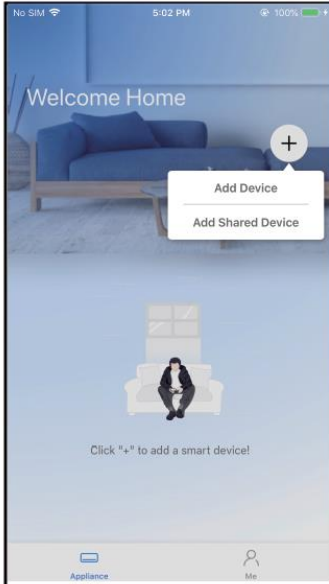 No SIM 5:02 PM 100%
Welcome Home
+
Add Device
Add Shared Device
Click "+" to add a smart device!
Appliance Me